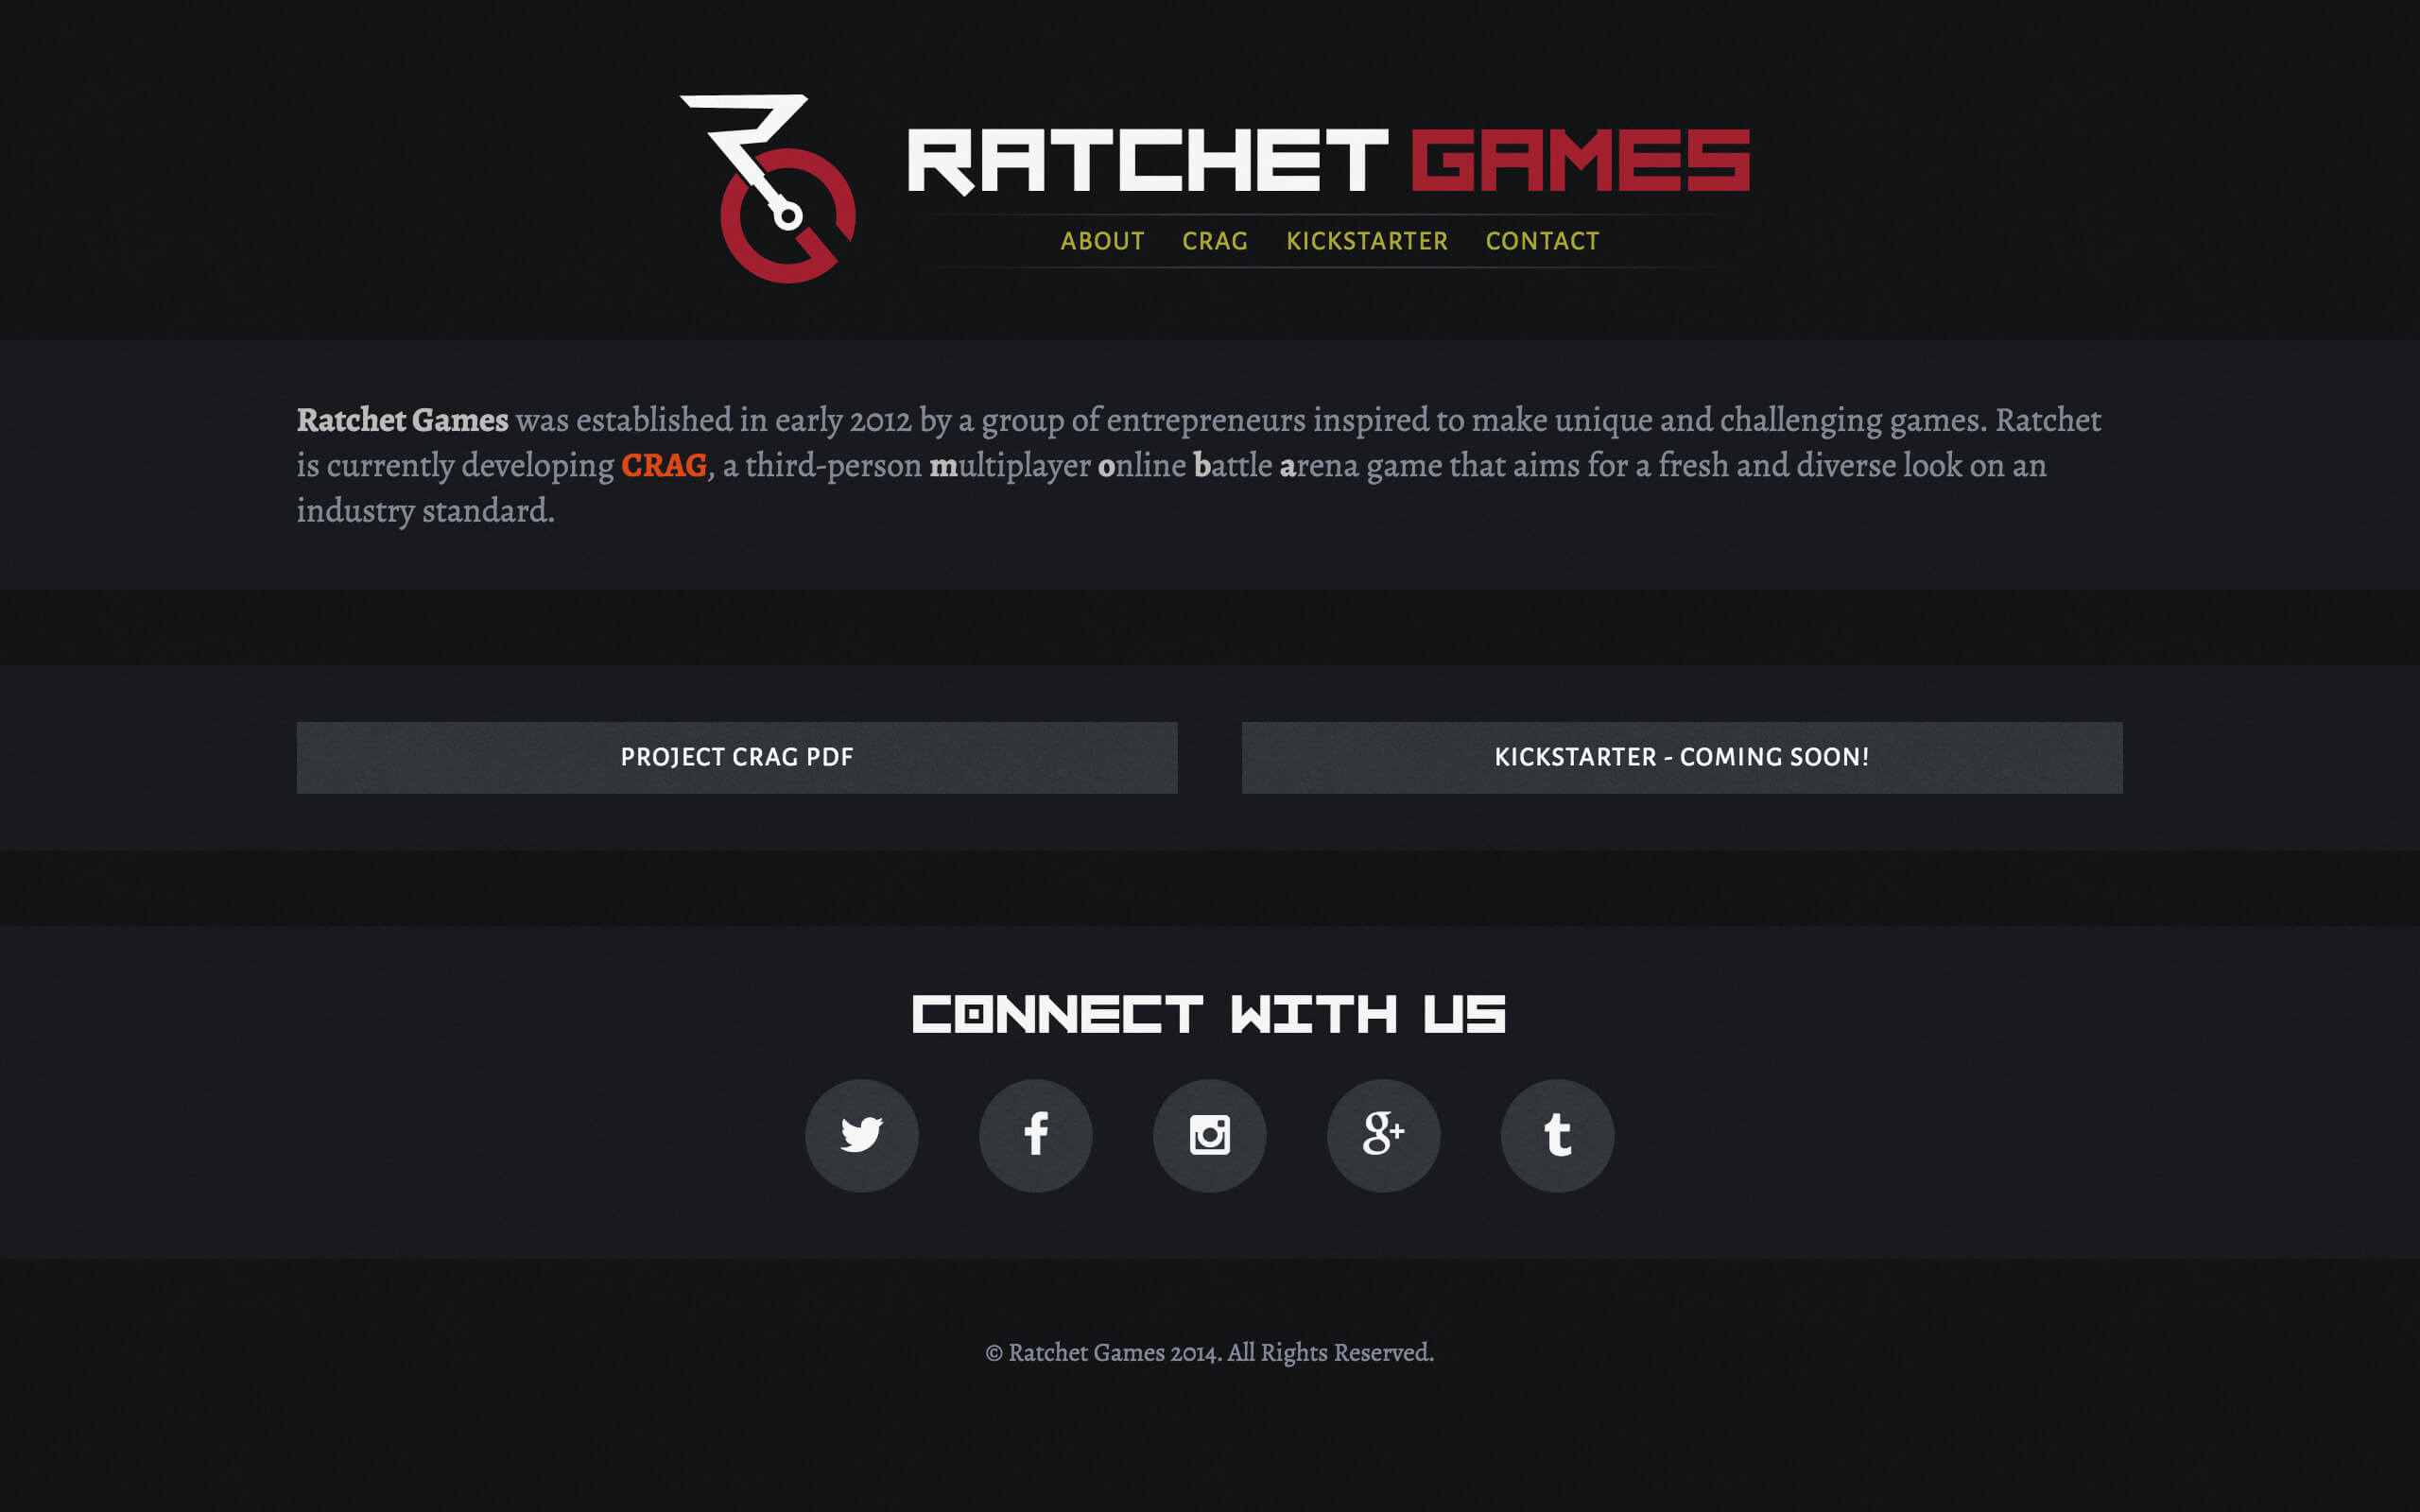 RATCHET GAMES
ABOUT CRAG KICKSTARTER CONTACT
Ratchet Games was established in early 2012 by a group of entrepreneurs inspired to make unique and challenging games. Ratchet
is currently developing CRAG, a third-person multiplayer online battle arena game that aims for a fresh and diverse look on an
industry standard.
PROJECT CRAG PDF
KICKSTARTER - COMING SOON!
CONNECT WITH US
© Ratchet Games 2014. All Rights Reserved.